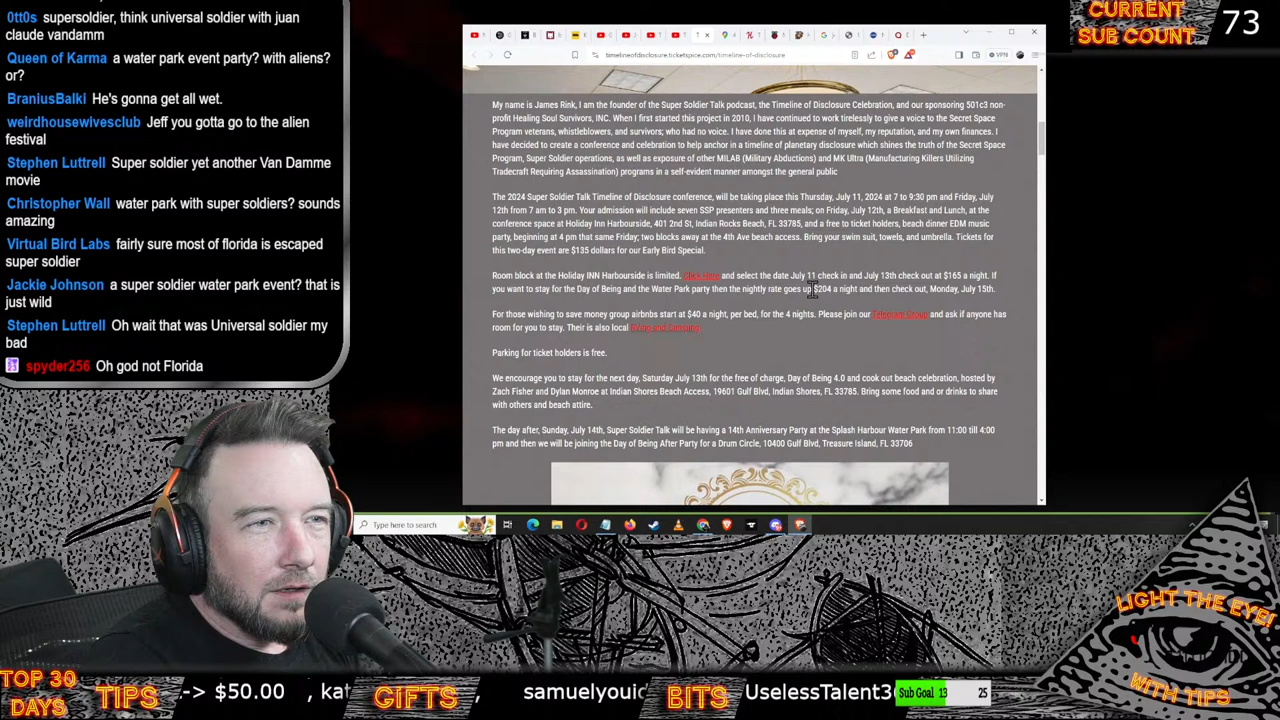 0tt0s supersoldier, think universal soldier with juan
claude vandamm
Queen of Karma a water park event party? with aliens?
or?
BraniusBalki He's gonna get all wet.
weirdhousewivesclub Jeff you gotta go to the alien
festival
Stephen Luttrell Super soldier yet another Van Damme
movie
Christopher Wall water park with super soldiers? sounds
amazing
Virtual Bird Labs fairly sure most of florida is escaped
super soldier
Jackie Johnson a super soldier water park event? that is
just wild
Stephen Luttrell Oh wait that was Universal soldier my
bad
spyder256 Oh god not Florida
timelineofdisclosure.ticketspice.com/timeline-of-disclosure
VPN
My name is James Rink, I am the founder of the Super Soldier Talk podcast, the Timeline of Disclosure Celebration, and our sponsoring 501c3 non-
profit Healing Soul Survivors, INC. When I first started this project in 2010, I have continued to work tirelessly to give a voice to the Secret Space
Program veterans, whistleblowers, and survivors; who had no voice. I have done this at expense of myself, my reputation, and my own finances. I
have decided to create a conference and celebration to help anchor in a timeline of planetary disclosure which shines the truth of the Secret Space
Program, Super Soldier operations, as well as exposure of other MILAB (Military Abductions) and MK Ultra (Manufacturing Killers Utilizing
Tradecraft Requiring Assassination) programs in a self-evident manner amongst the general public
The 2024 Super Soldier Talk Timeline of Disclosure conference, will be taking place this Thursday, July 11, 2024 at 7 to 9:30 pm and Friday, July
12th from 7 am to 3 pm. Your admission will include seven SSP presenters and three meals; on Friday, July 12th, a Breakfast and Lunch, at the
conference space at Holiday Inn Harbourside, 401 2nd St, Indian Rocks Beach, FL 33785, and a free to ticket holders, beach dinner EDM music
party, beginning at 4 pm that same Friday; two blocks away at the 4th Ave beach access. Bring your swim suit, towels, and umbrella. Tickets for
this two-day event are $135 dollars for our Early Bird Special.
Room block at the Holiday INN Harbourside is limited. Click Here and select the date July 11 check in and July 13th check out at $165 a night. If
you want to stay for the Day of Being and the Water Park party then the nightly rate goes $204 a night and then check out, Monday, July 15th.
For those wishing to save money group airbnbs start at $40 a night, per bed, for the 4 nights. Please join our Telegram Group and ask if anyone has
room for you to stay. Their is also local
Parking for ticket holders is free.
We encourage you to stay for the next day, Saturday July 13th for the free of charge, Day of Being 4.0 and cook out beach celebration, hosted by
Zach Fisher and Dylan Monroe at Indian Shores Beach Access, 19601 Gulf Blvd, Indian Shores, FL 33785. Bring some food and or drinks to share
with others and beach attire.
The day after, Sunday, July 14th, Super Soldier Talk will be having a 14th Anniversary Party at the Splash Harbour Water Park from 11:00 till 4:00
pm and then we will be joining the Day of Being After Party for a Drum Circle, 10400 Gulf Blvd, Treasure Island, FL 33706
Type here to search
CURRENT
SUB COUNT
73
LIGHT THE EYE!
WITH TIPS
TOP 30
DAYS
TIPS
-> $50.00 , kat
GIFTS
samuelyouic
BITS
UselessTalent3
Sub Goal 13 25